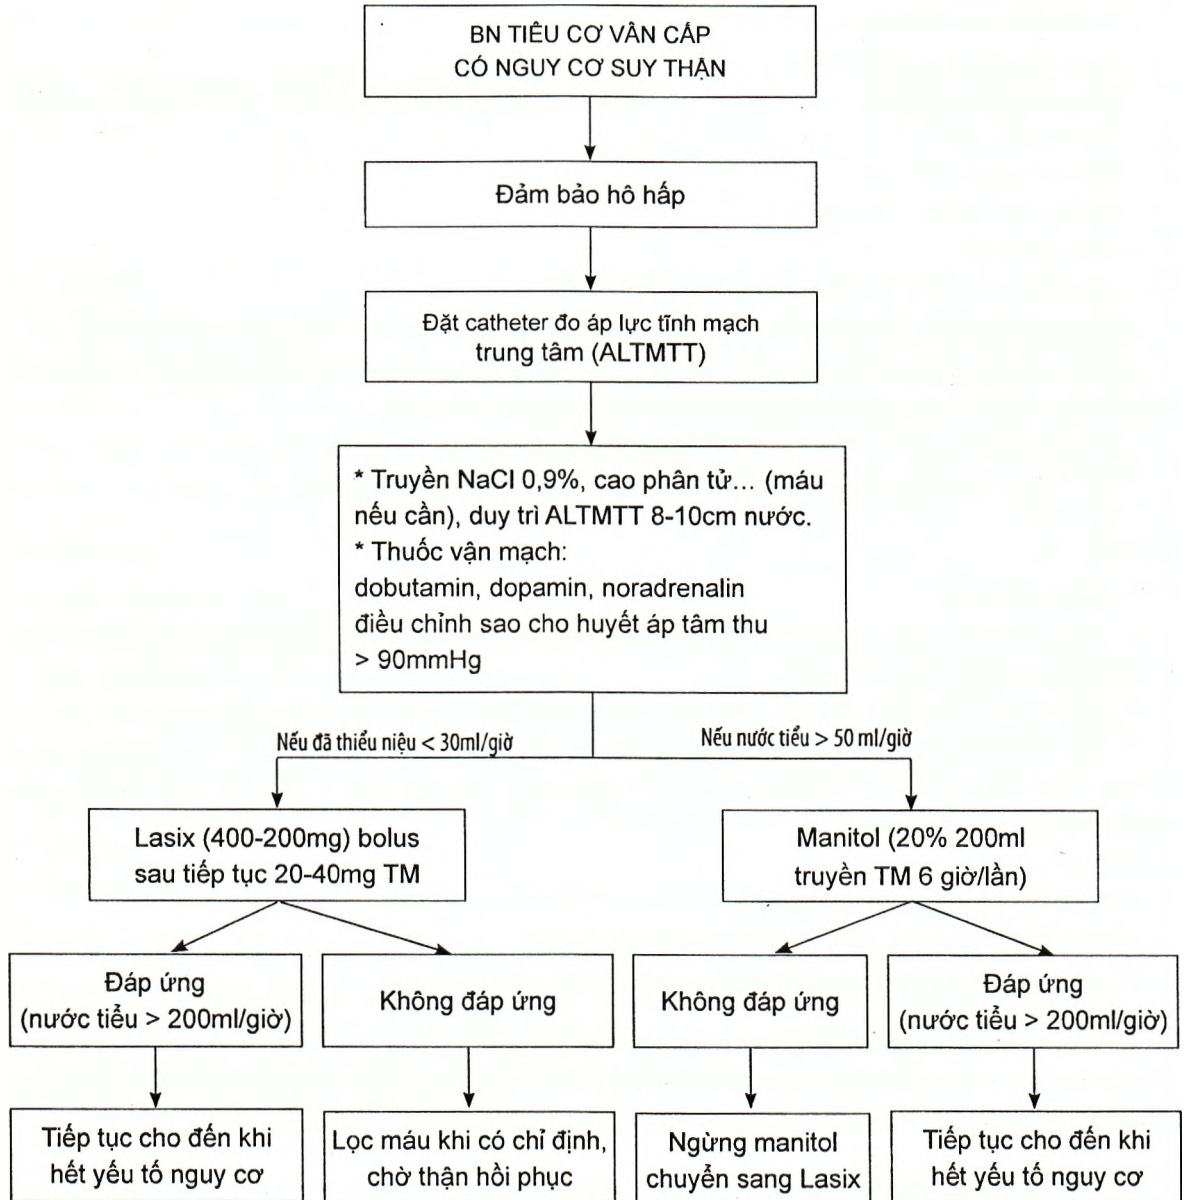 BN TIÊU CƠ VÂN CẤP
CÓ NGUY CƠ SUY THẬN
Đảm bảo hô hấp
Đặt catheter đo áp lực tĩnh mạch
trung tâm (ALTMTT)
* Truyền NaCl 0,9%, cao phân tử... (máu
nếu cần), duy trì ALTMTT 8-10cm nước.
* Thuốc vận mạch:
dobutamin, dopamin, noradrenalin
điều chỉnh sao cho huyết áp tâm thu
> 90mmHg
Nếu đã thiểu niệu < 30ml/giờ
Nếu nước tiểu > 50 ml/giờ
Lasix (400-200mg) bolus
sau tiếp tục 20-40mg TM
Manitol (20% 200ml
truyền TM 6 giờ/lần)
Đáp ứng
(nước tiểu > 200ml/giờ)
Không đáp ứng
Không đáp ứng
Đáp ứng
(nước tiểu > 200ml/giờ)
Tiếp tục cho đến khi
hết yếu tố nguy cơ
Lọc máu khi có chỉ định,
chờ thận hồi phục
Ngừng manitol
chuyển sang Lasix
Tiếp tục cho đến khi
hết yếu tố nguy cơ